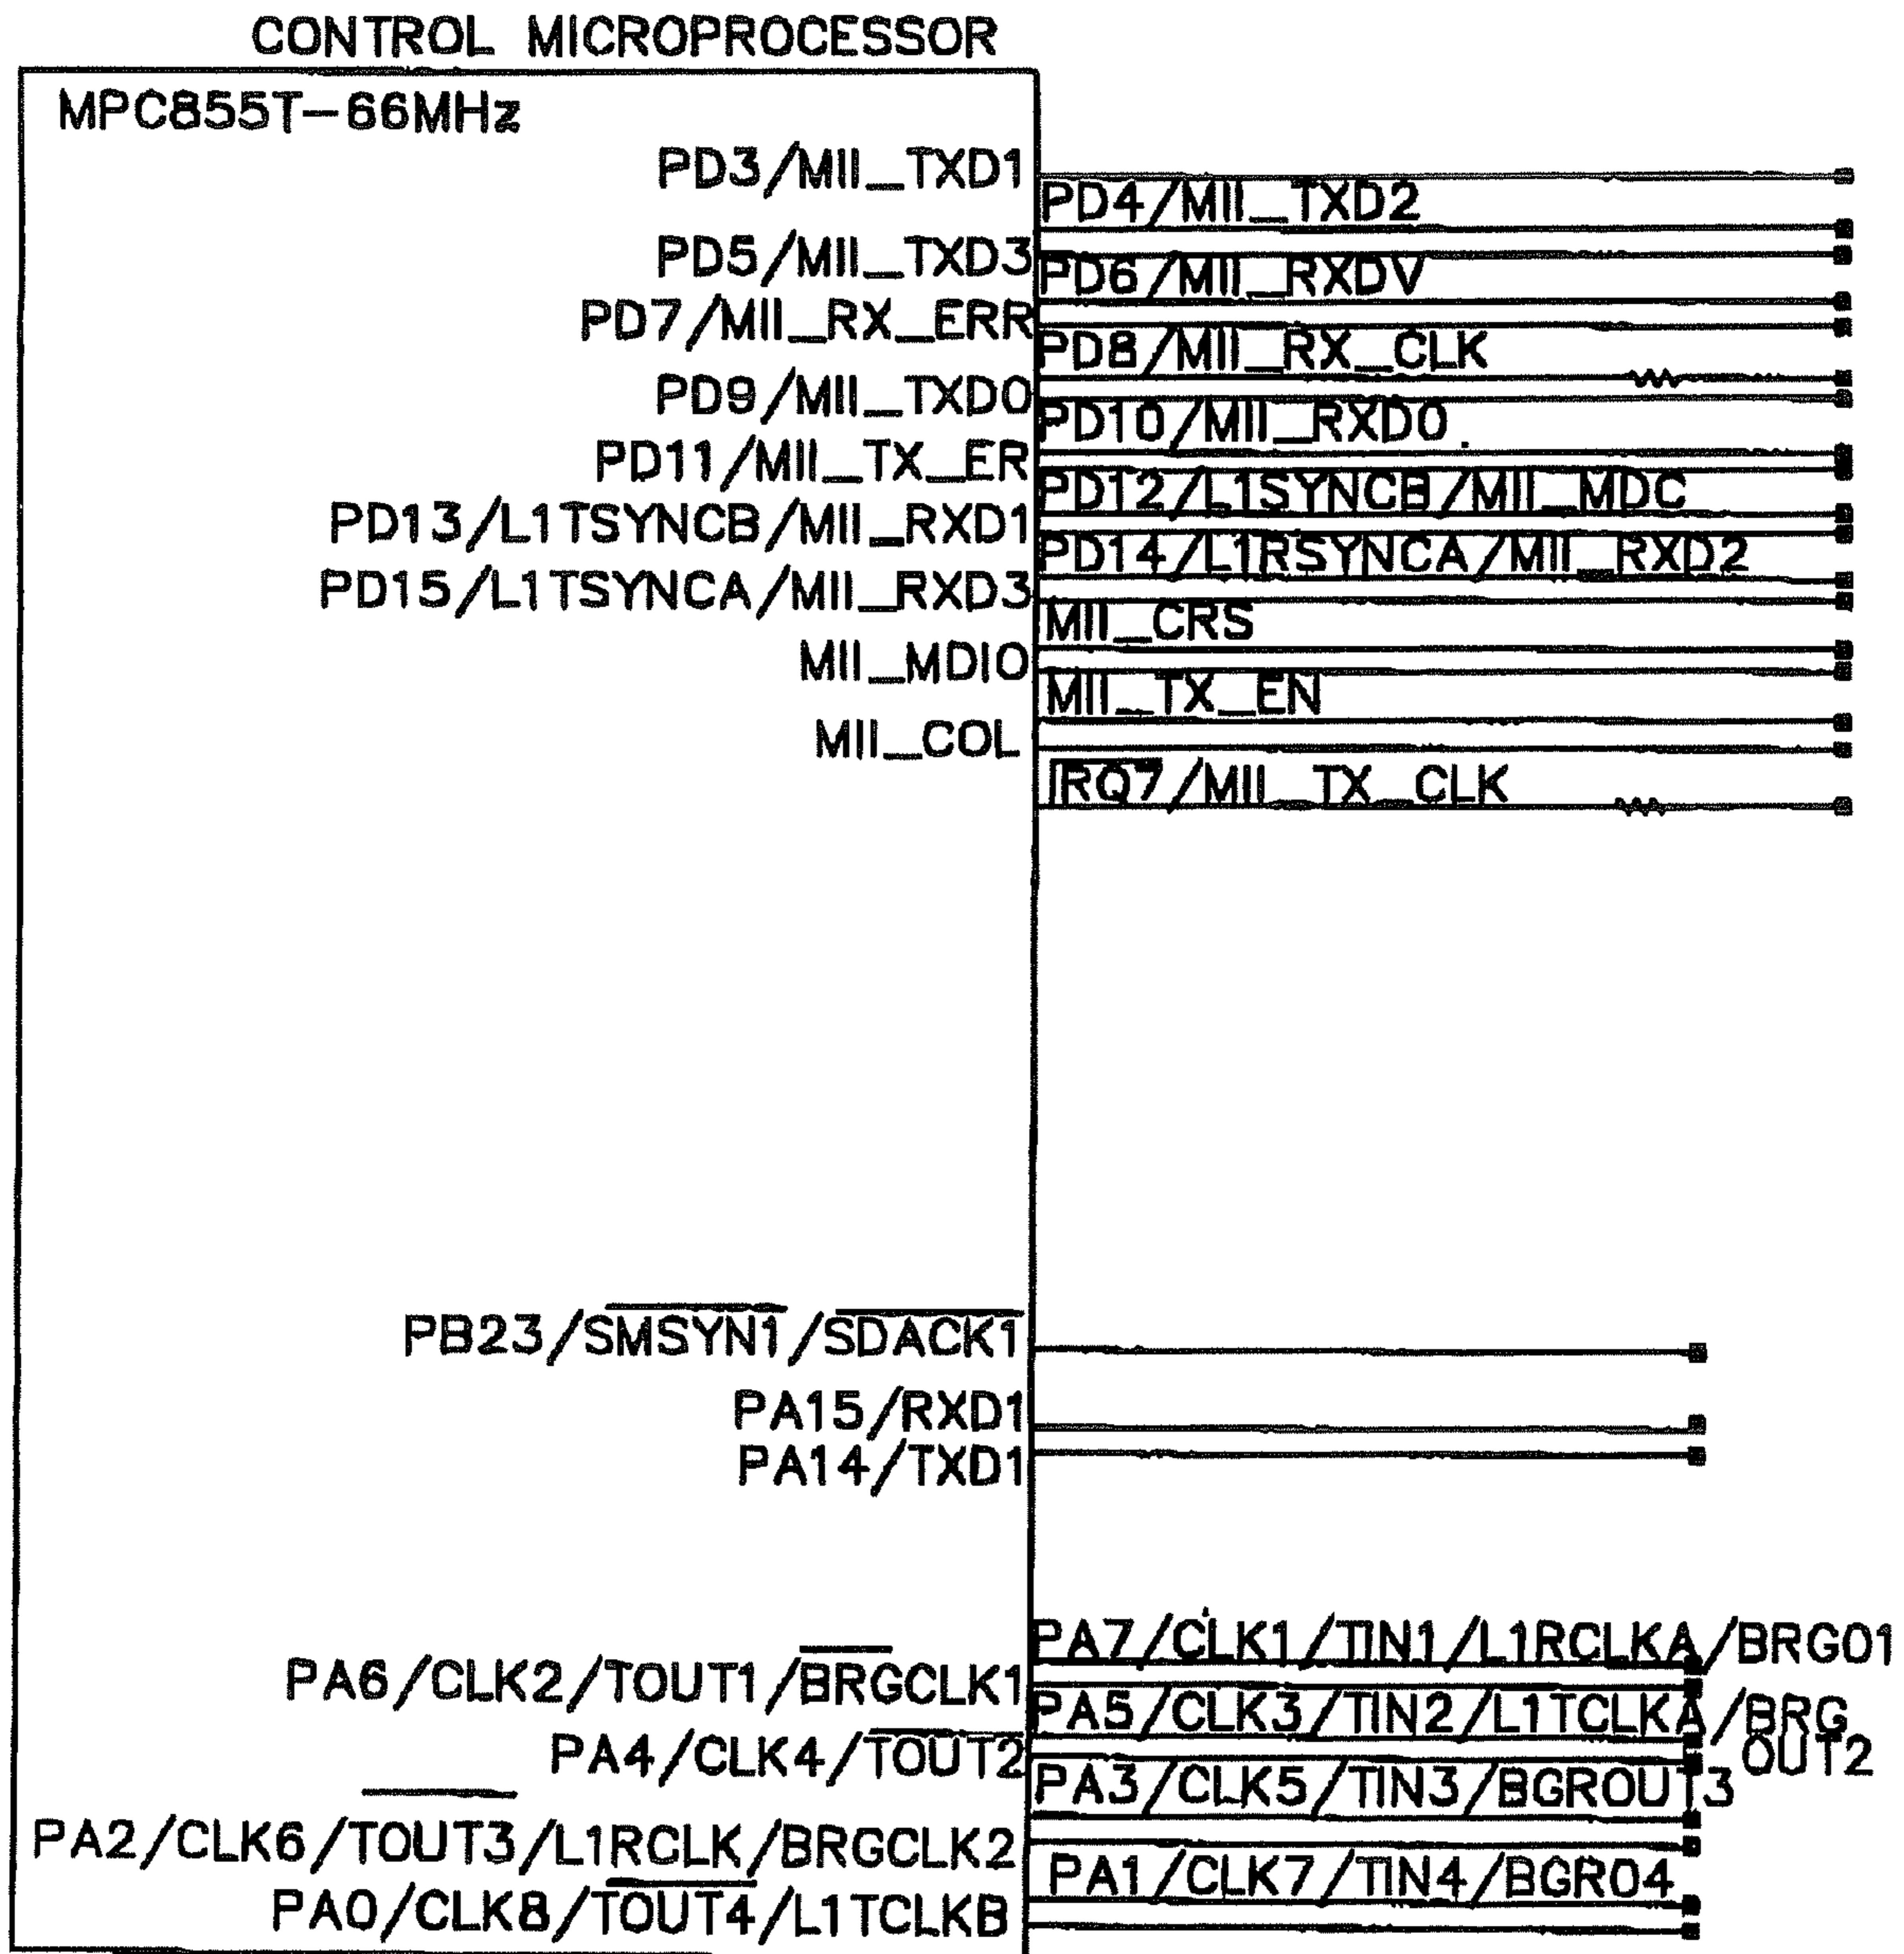 CONTROL MICROPROCESSOR
MPC855T-66MHz
PD3/MII_TXD1
PD4/MII_TXD2
PD5/MII_TXD3
PD6/MII_RXDV
PD7/MII_RX_ERR
PD8/MII_RX_CLK
PD9/MII_TXD0
PD10/MII_RXD0
PD11/MII_TX_ER
PD12/L1SYNCB/MII_MDC
PD13/L1TSYNCB/MII_RXD1
PD14/L1RSYNCA/MII_RXD2
PD15/L1TSYNCA/MII_RXD3
MII_CRS
MII_MDIO
MII_TX_EN
MII_COL
IRQ7/MII_TX_CLK
PB23/SMSYN1/SDACK1
PA15/RXD1
PA14/TXD1
PA7/CLK1/TIN1/L1RCLKA/BRG01
PA6/CLK2/TOUT1/BRGCLK1
PA5/CLK3/TIN2/L1TCLKA/BRG
OUT2
PA4/CLK4/TOUT2
PA3/CLK5/TIN3/BGROUT3
PA2/CLK6/TOUT3/L1RCLK/BRGCLK2
PA1/CLK7/TIN4/BGR04
PA0/CLK8/TOUT4/L1TCLKB